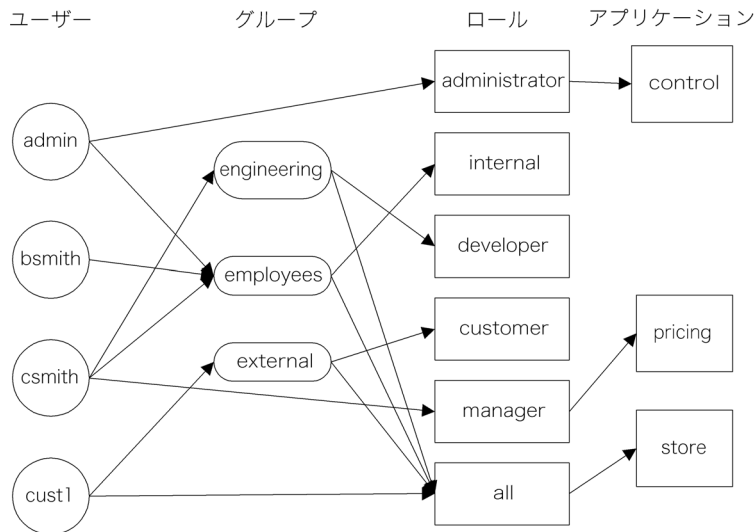 ユーザー
グループ
ロール
アプリケーション
admin
bsmith
csmith
cust1
engineering
employees
external
administrator
internal
developer
customer
manager
all
control
pricing
store